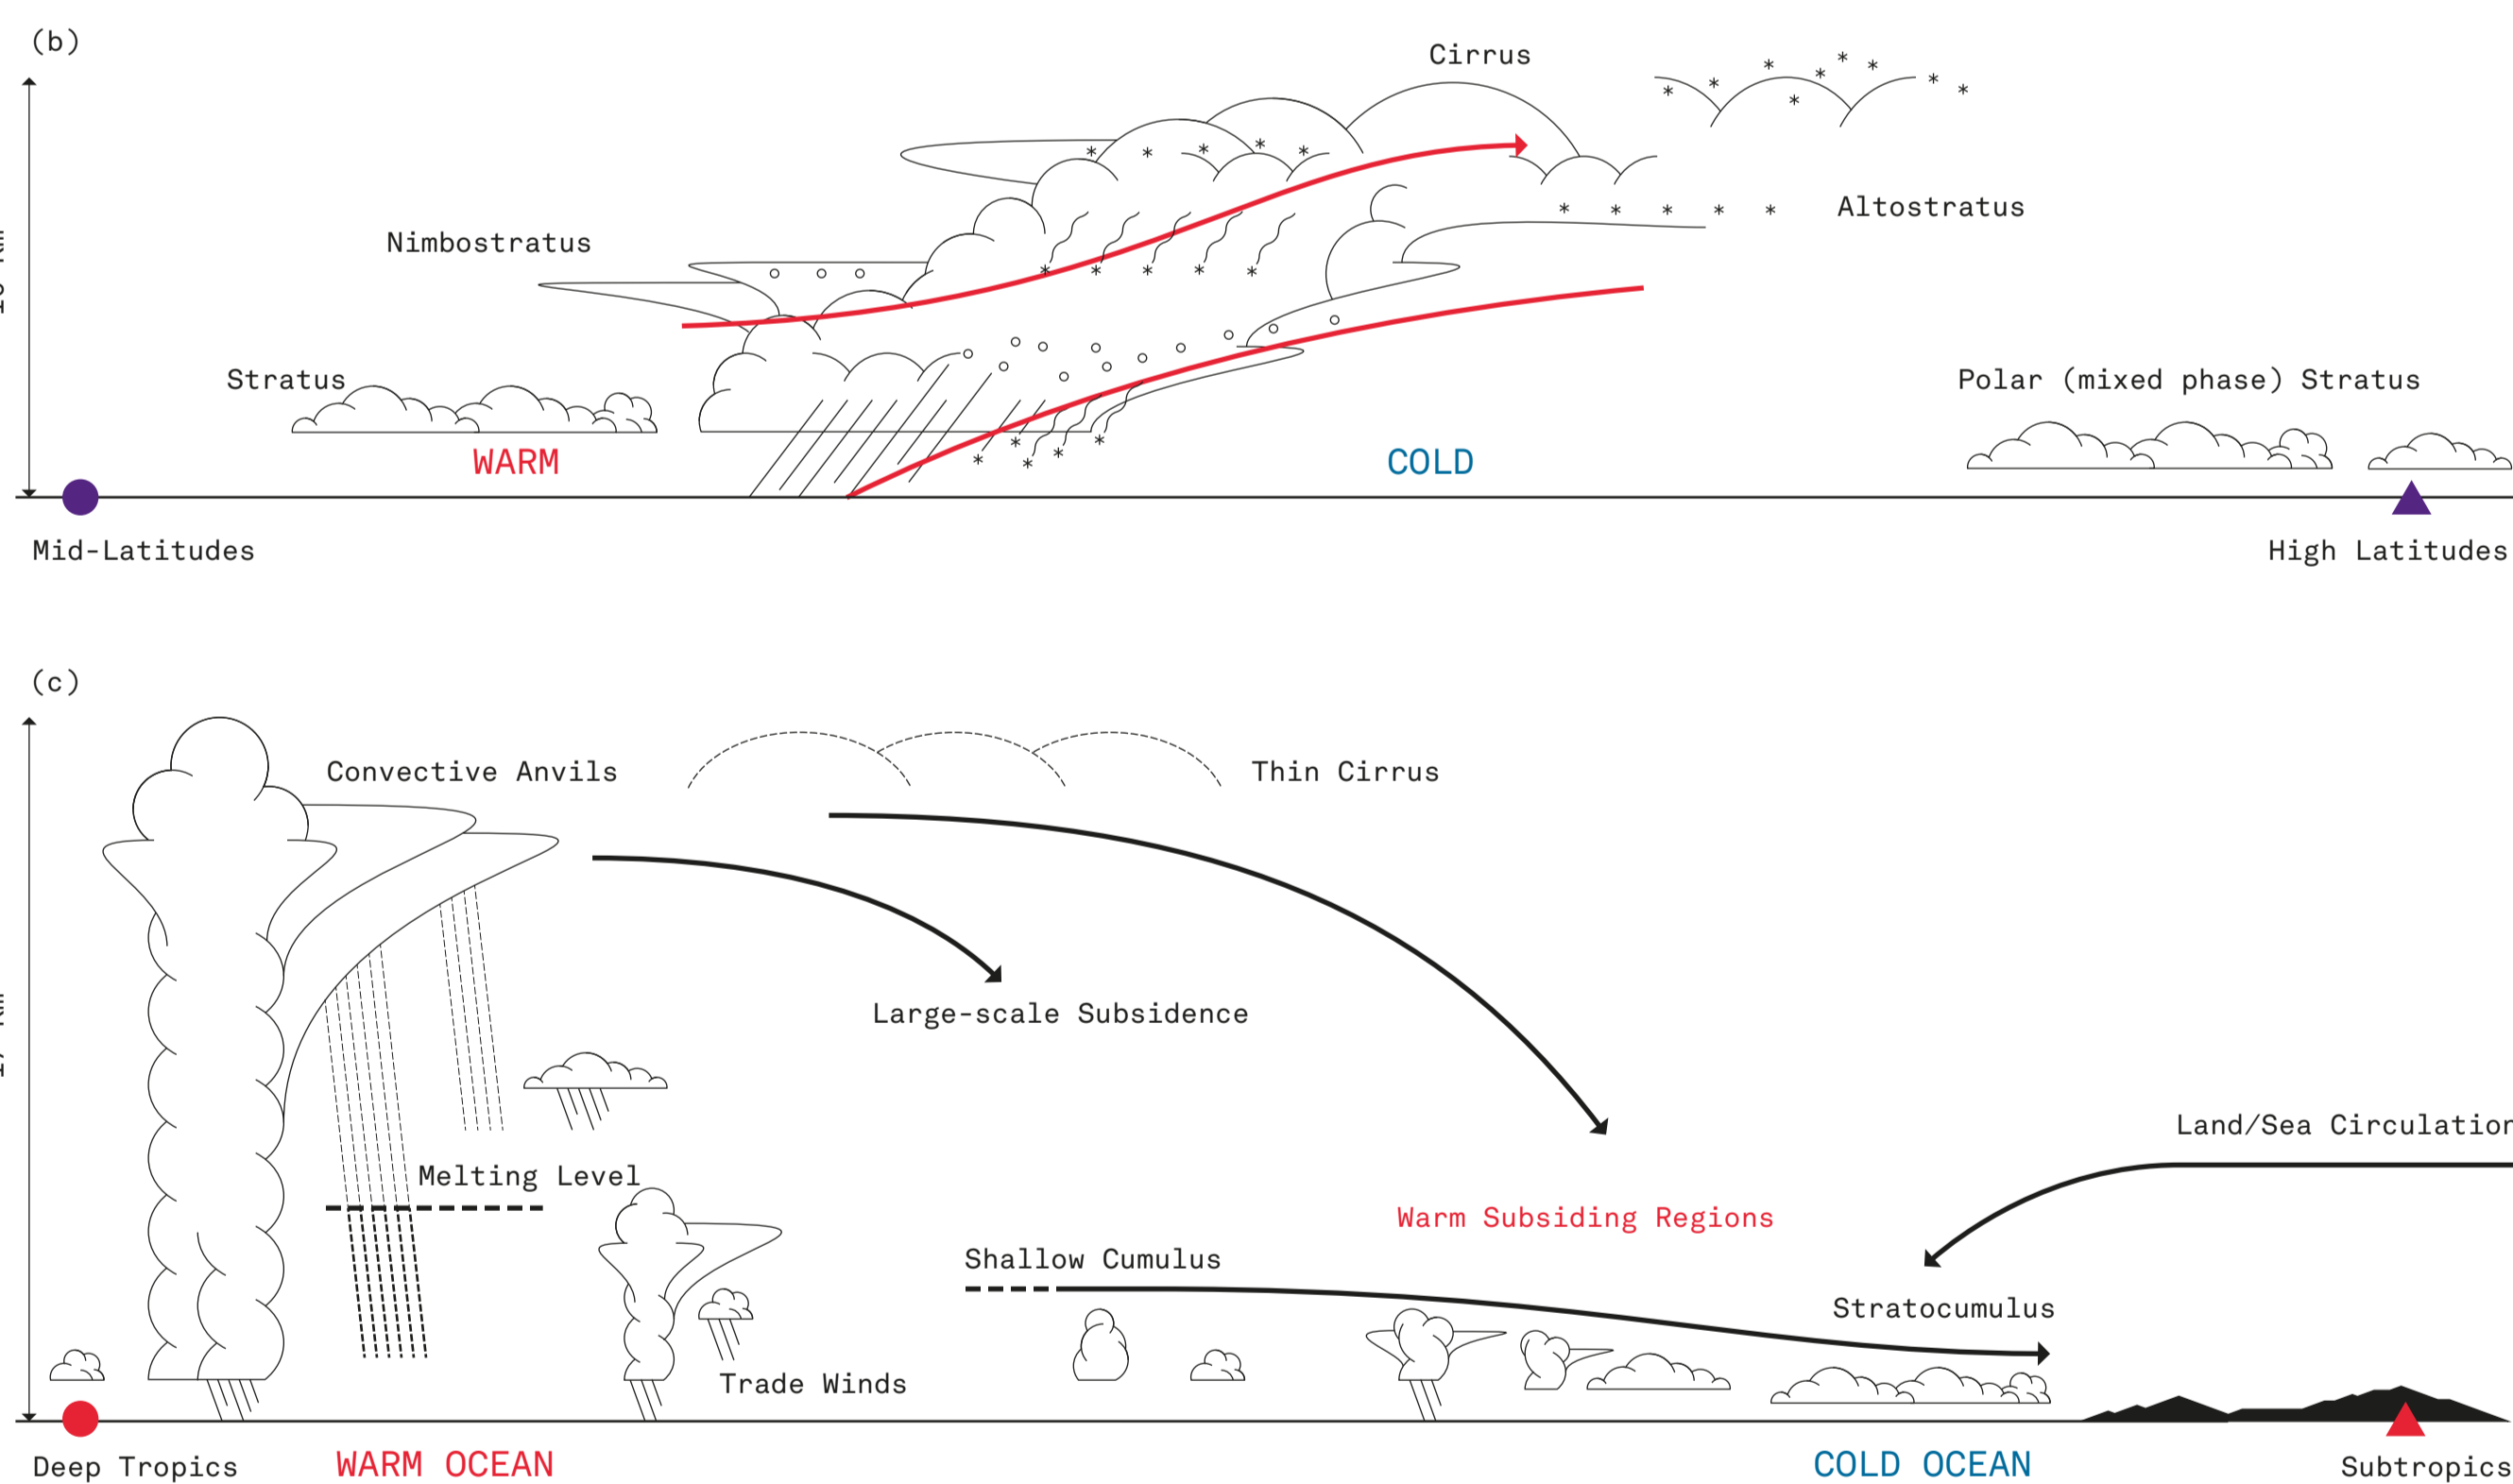 (b)
Cirrus
Altostratus
Nimbostratus
Stratus
Polar (mixed phase) Stratus
WARM
COLD
Mid-Latitudes
High Latitudes
(c)
Convective Anvils
Thin Cirrus
Large-scale Subsidence
Land/Sea Circulation
Melting Level
Warm Subsiding Regions
Shallow Cumulus
Stratocumulus
Trade Winds
Deep Tropics
WARM OCEAN
COLD OCEAN
Subtropics